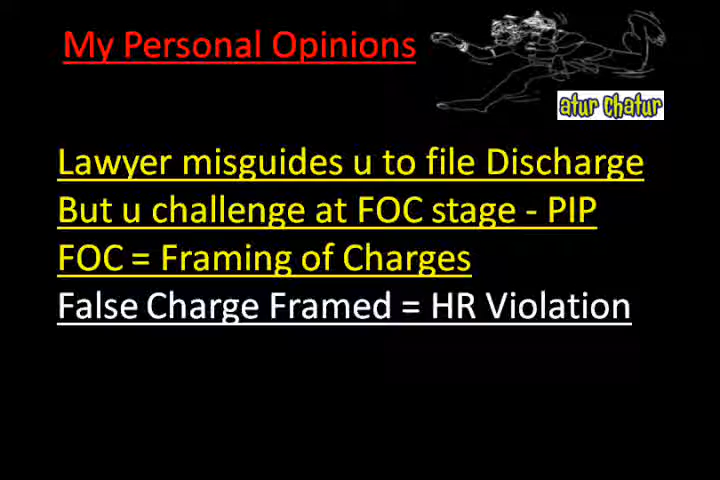 My Personal Opinions
atur chatur
Lawyer misguides u to file Discharge
But u challenge at FOC stage - PIP
FOC = Framing of Charges
False Charge Framed = HR Violation